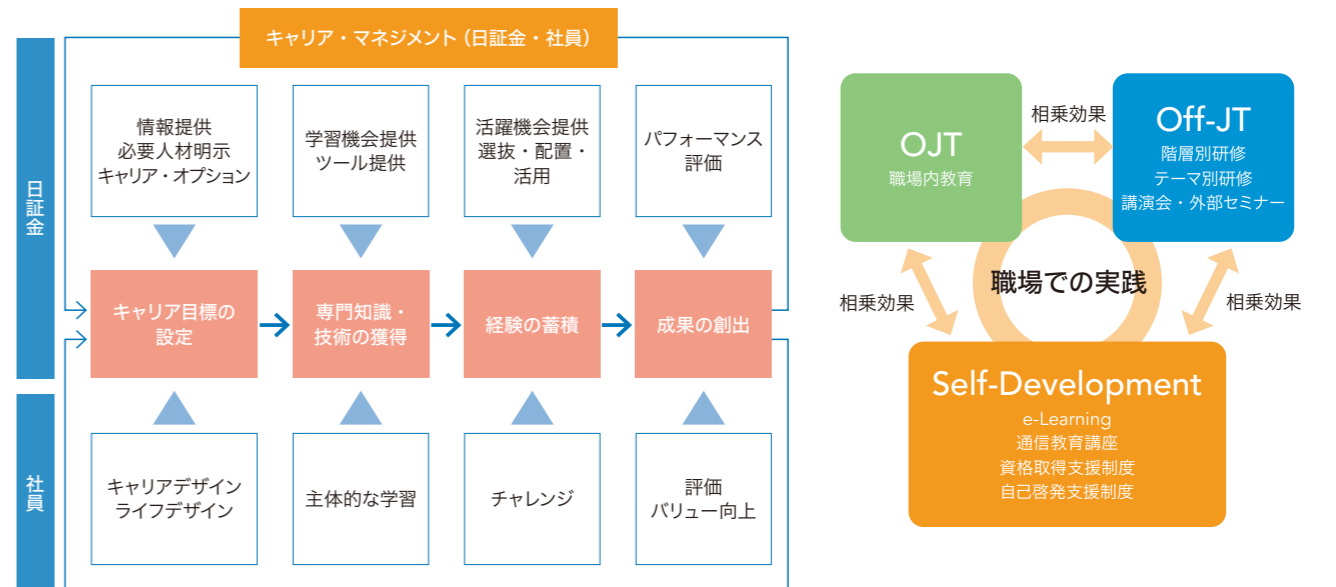 キャリア・マネジメント（日証金・社員）
日証金
情報提供
必要人材明示
キャリア・オプション
学習機会提供
ツール提供
活躍機会提供
選抜・配置・
活用
パフォーマンス
評価
キャリア目標の
設定
専門知識・
技術の獲得
経験の蓄積
成果の創出
社員
キャリアデザイン
ライフデザイン
主体的な学習
チャレンジ
評価
バリュー向上
OJT
職場内教育
相乗効果
Off-JT
階層別研修
テーマ別研修
講演会・外部セミナー
職場での実践
相乗効果
相乗効果
Self-Development
e-Learning
通信教育講座
資格取得支援制度
自己啓発支援制度